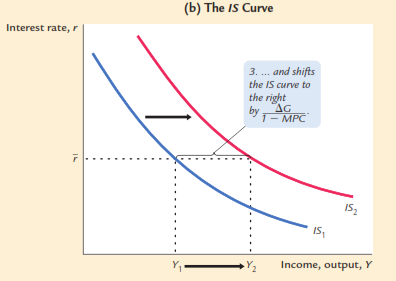 (b) The IS Curve
Interest rate, r
3. ... and shifts
the IS curve to
the right
by ΔG
1 − MPC
.
r̄
IS₂
IS₁
Y₁
Y₂
Income, output, Y